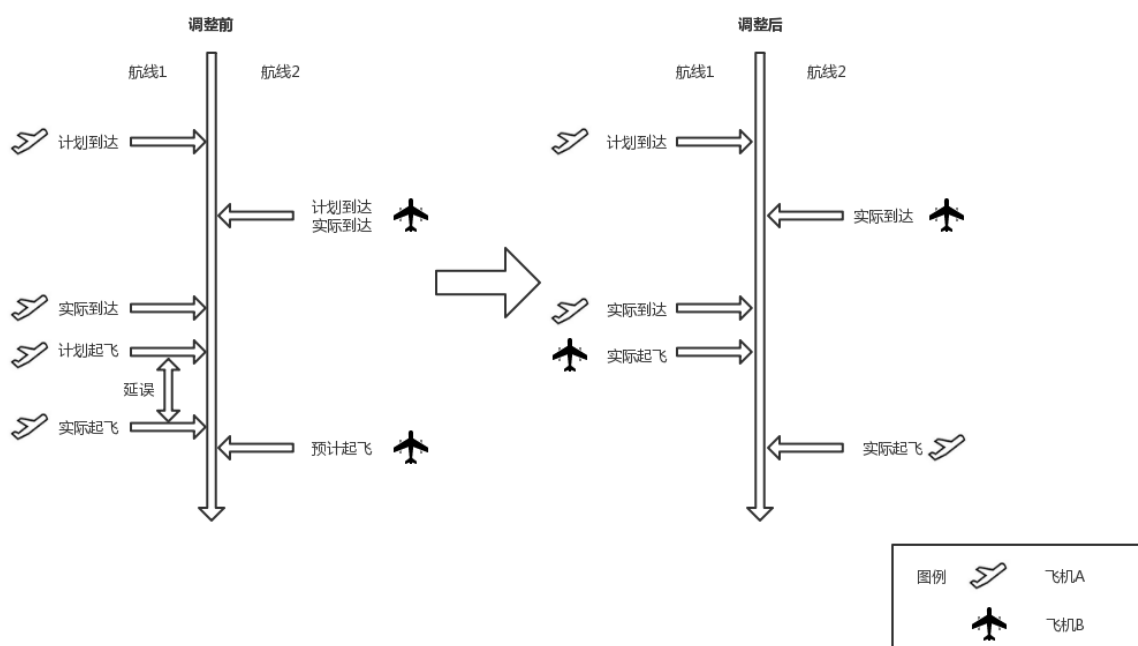 调整前
航线1
航线2
计划到达
计划到达
实际到达
实际到达
计划起飞
延误
实际起飞
预计起飞
调整后
航线1
航线2
计划到达
实际到达
实际到达
实际起飞
实际起飞
图例
飞机A
飞机B